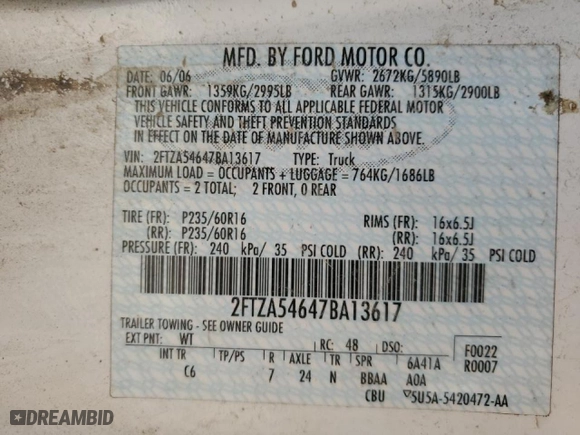 MFD. BY FORD MOTOR CO.
DATE: 06/06 GVWR: 2672KG/5890LB
FRONT GAWR: 1359KG/2995LB REAR GAWR: 1315KG/2900LB
THIS VEHICLE CONFORMS TO ALL APPLICABLE FEDERAL MOTOR
VEHICLE SAFETY AND THEFT PREVENTION STANDARDS
IN EFFECT ON THE DATE OF MANUFACTURE SHOWN ABOVE.
VIN: 2FTZA54647BA13617 TYPE: Truck
MAXIMUM LOAD = OCCUPANTS + LUGGAGE = 764KG/1686LB
OCCUPANTS = 2 TOTAL; 2 FRONT, 0 REAR
TIRE (FR): P235/60R16 RIMS (FR): 16x6.5J
(RR): P235/60R16 (RR): 16x6.5J
PRESSURE (FR): 240 kPa/ 35 PSI COLD (RR): 240 kPa/ 35 PSI COLD
2FTZA54647BA13617
TRAILER TOWING - SEE OWNER GUIDE
EXT PNT: WT RC: 48 DSO: F0022
INT TR TP/PS R AXLE TR SPR 6A41A R0007
C6 7 24 N BBAA A0A
CBU ▽5U5A-5420472-AA
DREAMBID